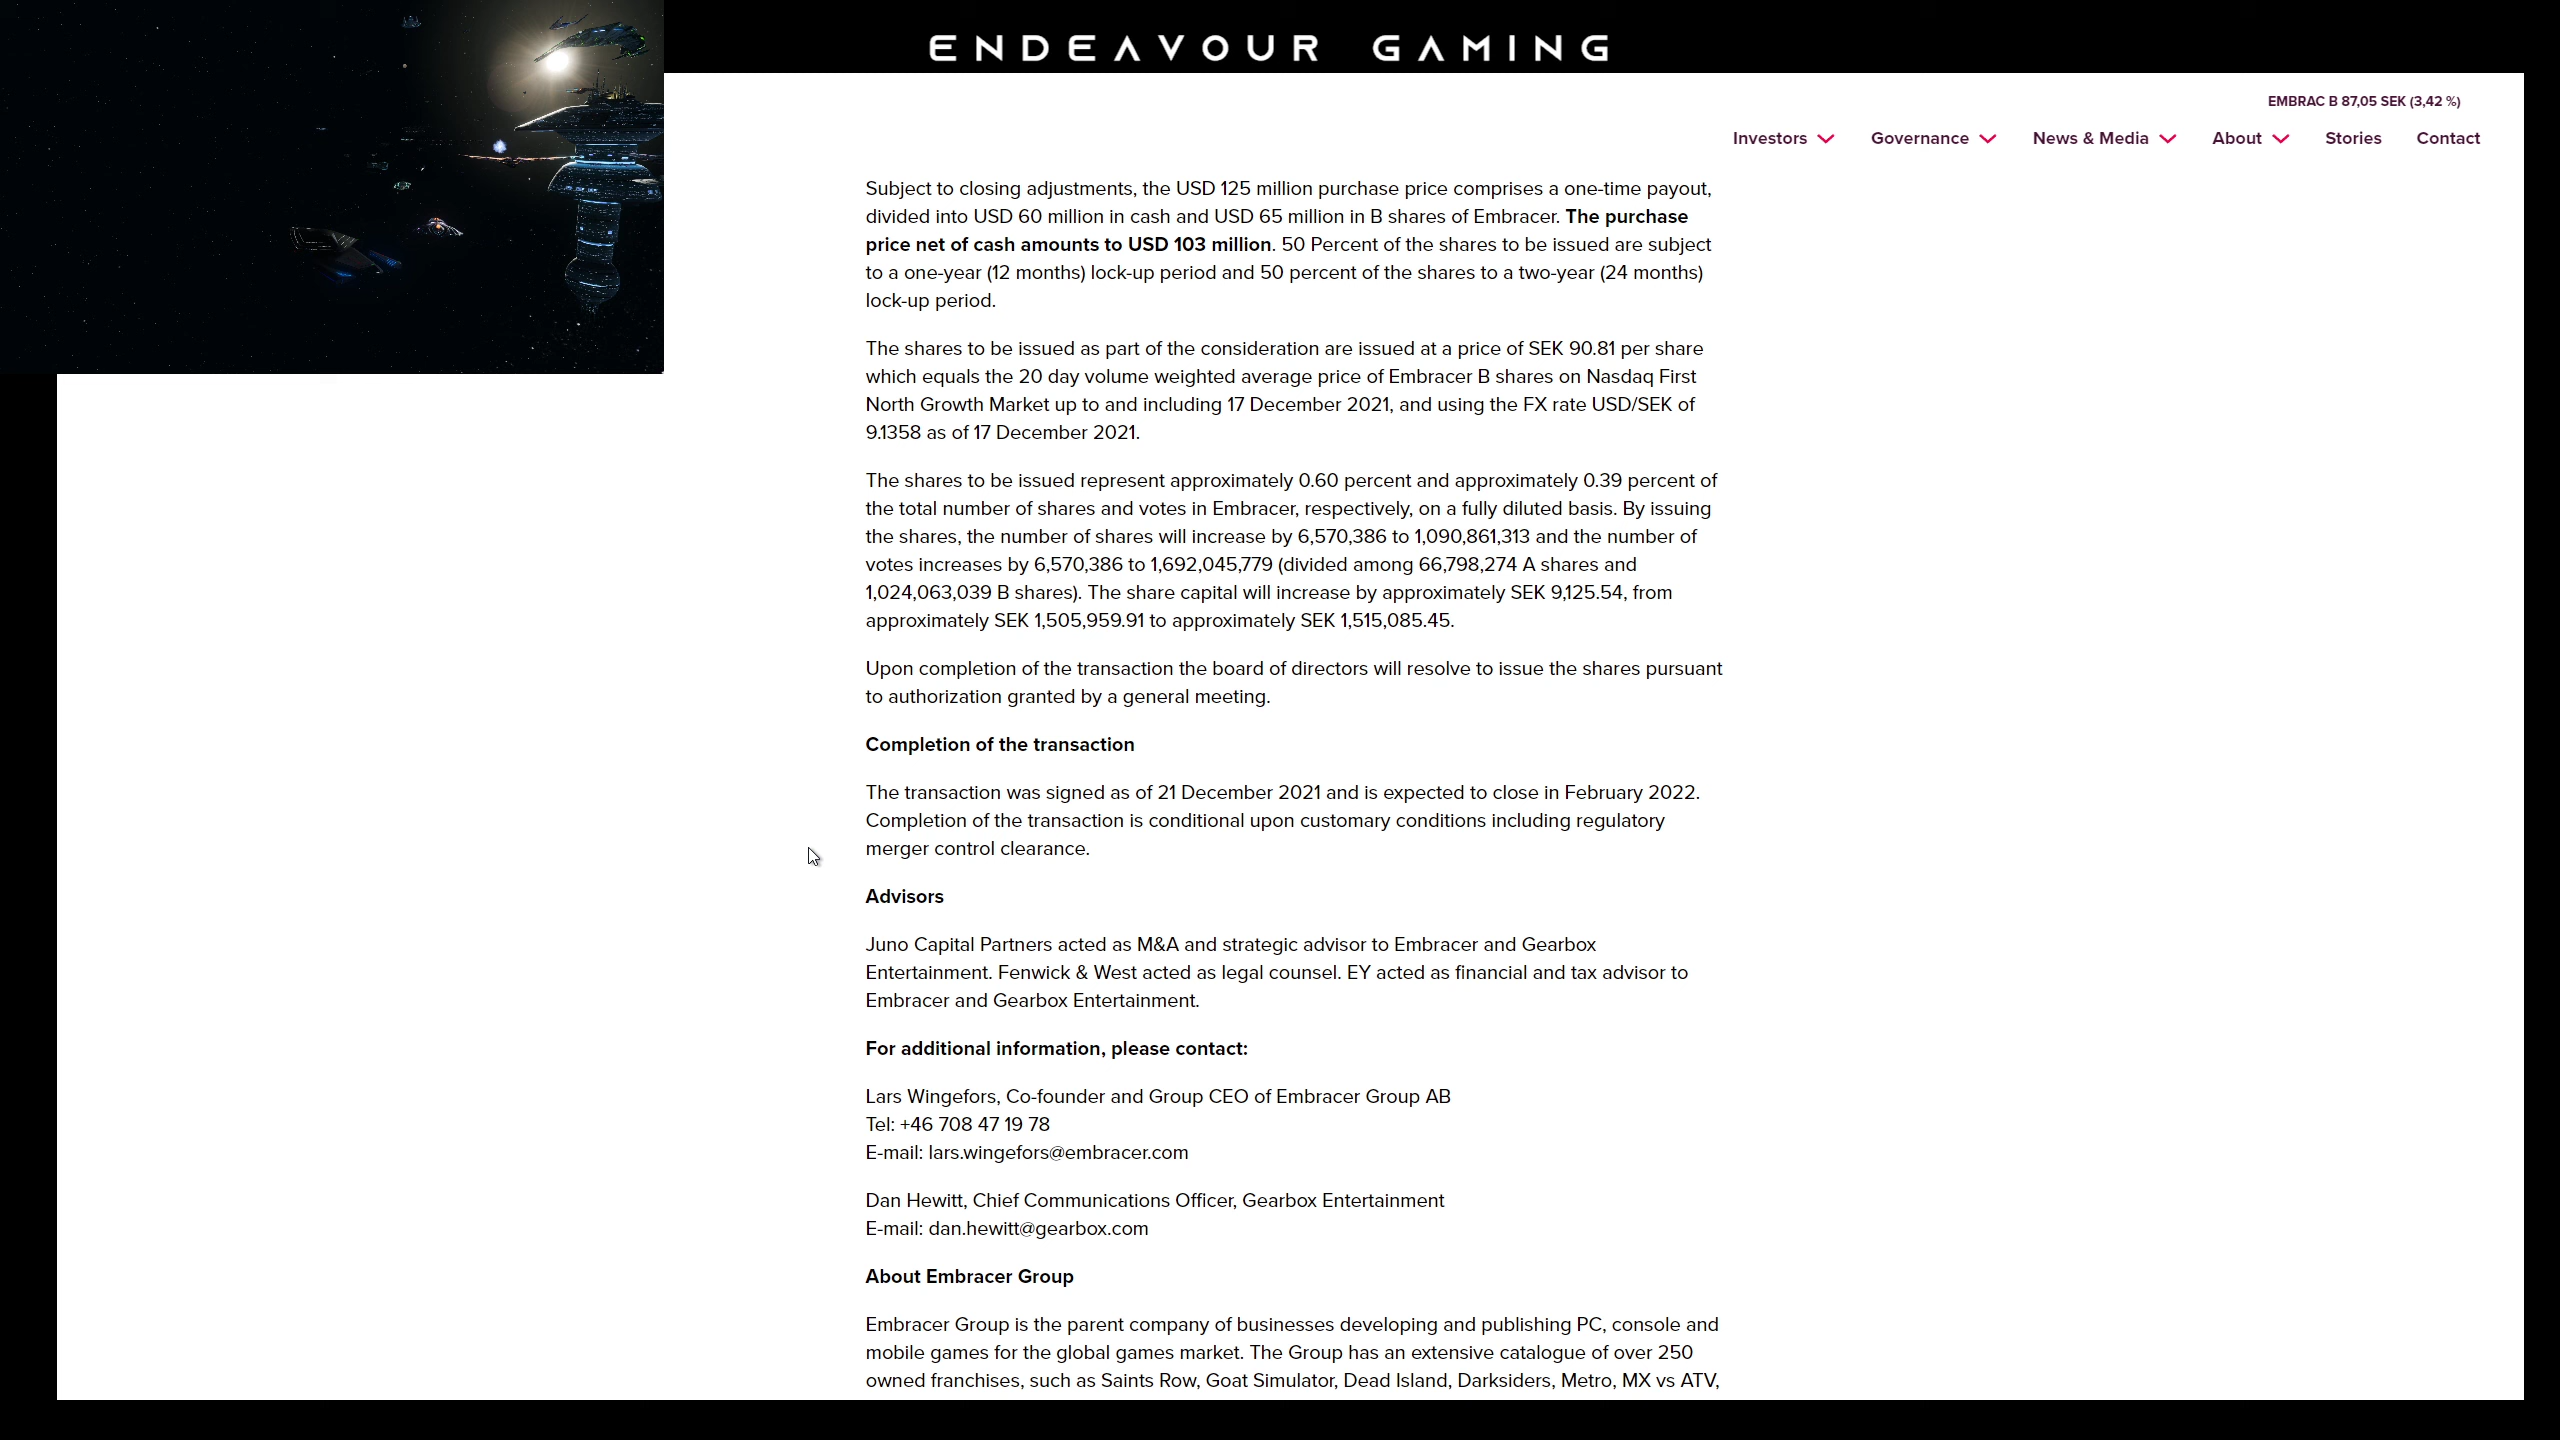 ENDEAVOUR GAMING
EMBRAC B 87,05 SEK (3,42 %)
Investors Governance News & Media About Stories Contact
Subject to closing adjustments, the USD 125 million purchase price comprises a one-time payout,
divided into USD 60 million in cash and USD 65 million in B shares of Embracer. The purchase
price net of cash amounts to USD 103 million. 50 Percent of the shares to be issued are subject
to a one-year (12 months) lock-up period and 50 percent of the shares to a two-year (24 months)
lock-up period.
The shares to be issued as part of the consideration are issued at a price of SEK 90.81 per share
which equals the 20 day volume weighted average price of Embracer B shares on Nasdaq First
North Growth Market up to and including 17 December 2021, and using the FX rate USD/SEK of
9.1358 as of 17 December 2021.
The shares to be issued represent approximately 0.60 percent and approximately 0.39 percent of
the total number of shares and votes in Embracer, respectively, on a fully diluted basis. By issuing
the shares, the number of shares will increase by 6,570,386 to 1,090,861,313 and the number of
votes increases by 6,570,386 to 1,692,045,779 (divided among 66,798,274 A shares and
1,024,063,039 B shares). The share capital will increase by approximately SEK 9,125.54, from
approximately SEK 1,505,959.91 to approximately SEK 1,515,085.45.
Upon completion of the transaction the board of directors will resolve to issue the shares pursuant
to authorization granted by a general meeting.
Completion of the transaction
The transaction was signed as of 21 December 2021 and is expected to close in February 2022.
Completion of the transaction is conditional upon customary conditions including regulatory
merger control clearance.
Advisors
Juno Capital Partners acted as M&A and strategic advisor to Embracer and Gearbox
Entertainment. Fenwick & West acted as legal counsel. EY acted as financial and tax advisor to
Embracer and Gearbox Entertainment.
For additional information, please contact:
Lars Wingefors, Co-founder and Group CEO of Embracer Group AB
Tel: +46 708 47 19 78
E-mail: lars.wingefors@embracer.com
Dan Hewitt, Chief Communications Officer, Gearbox Entertainment
E-mail: dan.hewitt@gearbox.com
About Embracer Group
Embracer Group is the parent company of businesses developing and publishing PC, console and
mobile games for the global games market. The Group has an extensive catalogue of over 250
owned franchises, such as Saints Row, Goat Simulator, Dead Island, Darksiders, Metro, MX vs ATV,